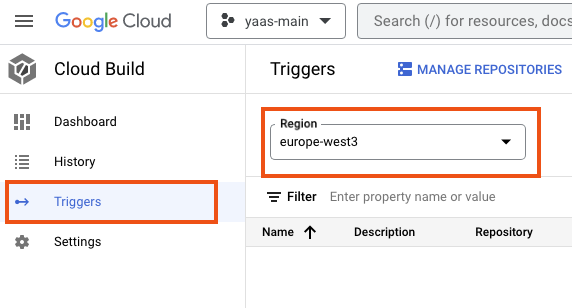 Google Cloud
yaas-main
Search (/) for resources, docs
Cloud Build
Triggers
MANAGE REPOSITORIES
Dashboard
History
Triggers
Settings
Region
europe-west3
Filter
Enter property name or value
Name
Description
Repository